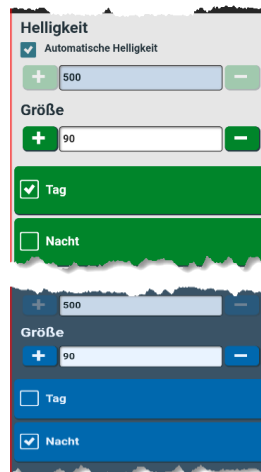 Helligkeit
Automatische Helligkeit
+ 500 −
Größe
+ 90 −
Tag
Nacht
+ 500 −
Größe
+ 90 −
Tag
Nacht